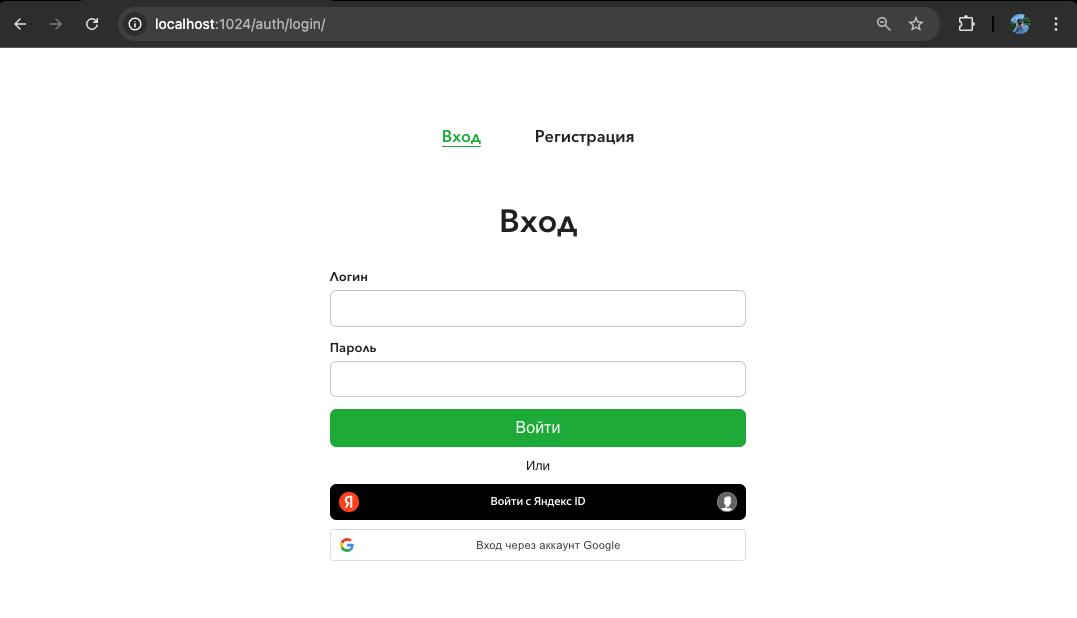 localhost:1024/auth/login/
Вход Регистрация
Вход
Логин
Пароль
Войти
Или
Я Войти с Яндекс ID
G Вход через аккаунт Google